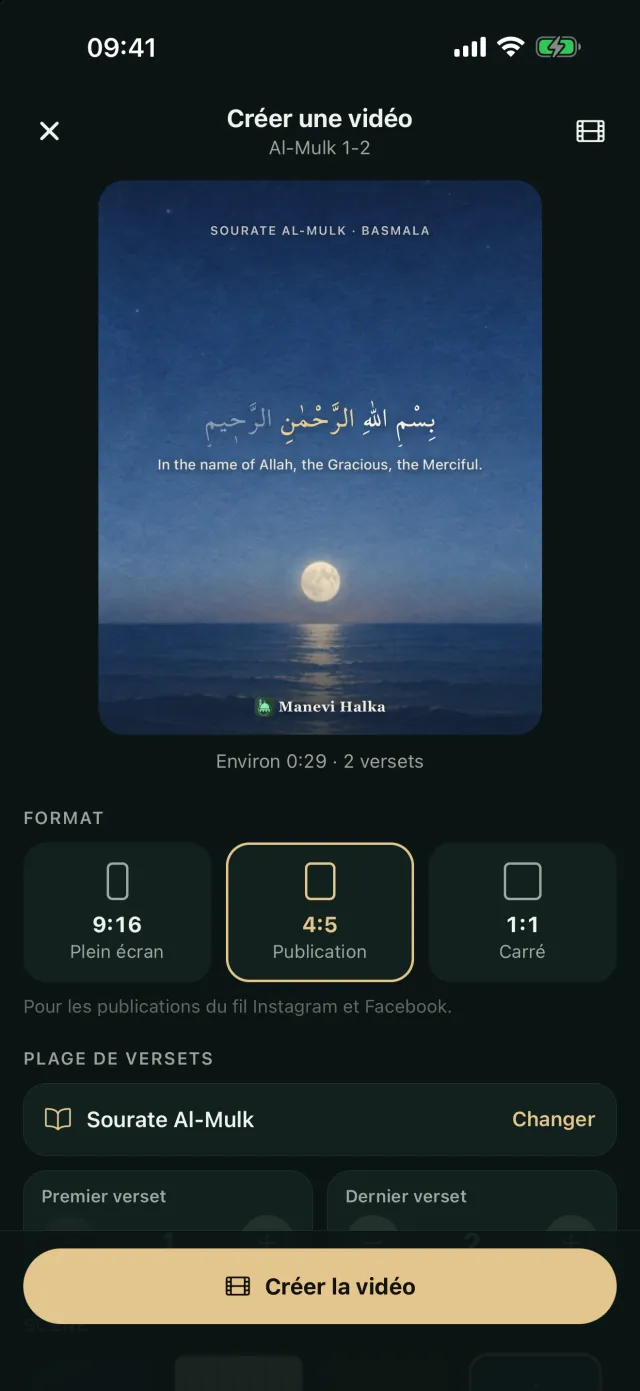 09:41
Créer une vidéo
Al-Mulk 1-2
SOURATE AL-MULK · BASMALA
بِسْمِ اللَّهِ الرَّحْمَٰنِ الرَّحِيمِ
In the name of Allah, the Gracious, the Merciful.
Manevi Halka
Environ 0:29 · 2 versets
FORMAT
9:16
Plein écran
4:5
Publication
1:1
Carré
Pour les publications du fil Instagram et Facebook.
PLAGE DE VERSETS
Sourate Al-Mulk
Changer
Premier verset
Dernier verset
Créer la vidéo